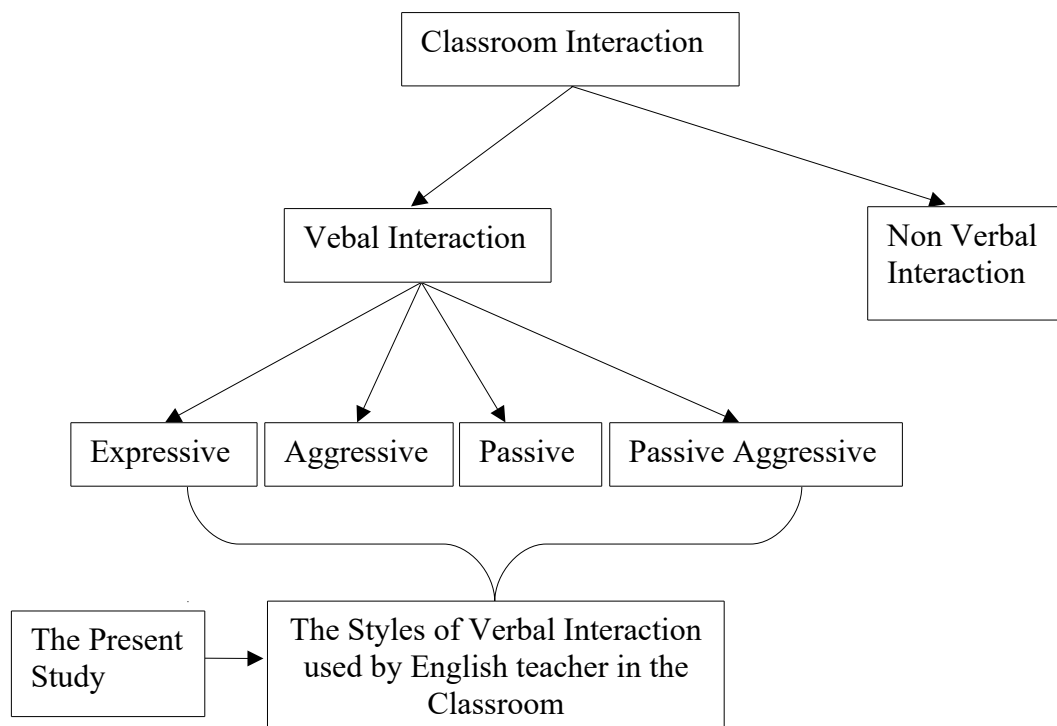 Classroom Interaction
Vebal Interaction
Non Verbal
Interaction
Expressive
Aggressive
Passive
Passive Aggressive
The Present
Study
The Styles of Verbal Interaction
used by English teacher in the
Classroom